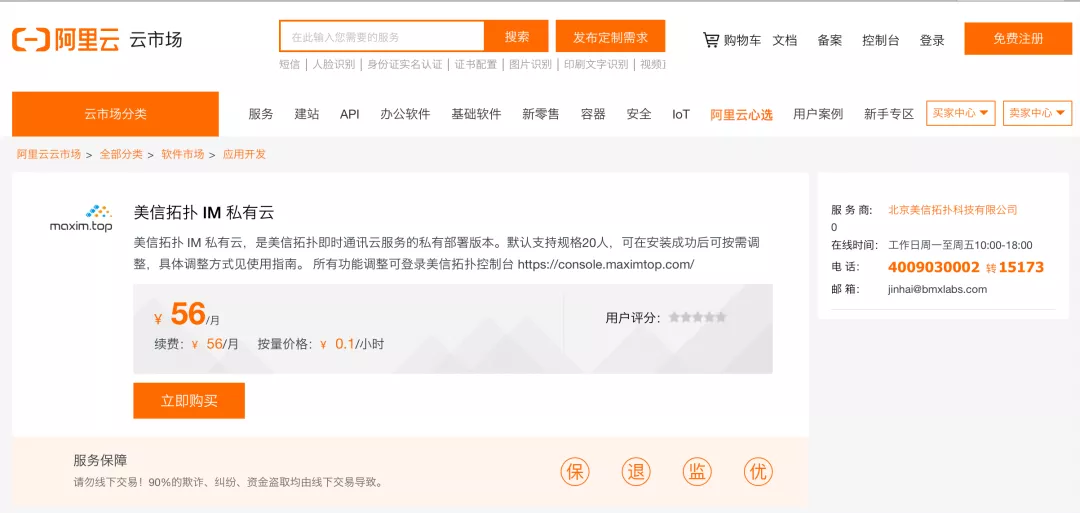 阿里云 云市场
在此输入您需要的服务 搜索 发布定制需求
购物车 文档 备案 控制台 登录 免费注册
短信 | 人脸识别 | 身份证实名认证 | 证书配置 | 图片识别 | 印刷文字识别 | 视频
云市场分类 服务 建站 API 办公软件 基础软件 新零售 容器 安全 IoT 阿里云心选 用户案例 新手专区 买家中心 卖家中心
阿里云云市场 > 全部分类 > 软件市场 > 应用开发
maxim.top
美信拓扑 IM 私有云
美信拓扑 IM 私有云，是美信拓扑即时通讯云服务的私有部署版本。默认支持规格20人，可在安装成功后可按需调
整，具体调整方式见使用指南。 所有功能调整可登录美信拓扑控制台 https://console.maximtop.com/
¥ 56/月
用户评分：
续费：¥ 56/月 按量价格：¥ 0.1/小时
立即购买
服务保障
请勿线下交易！90%的欺诈、纠纷、资金盗取均由线下交易导致。
保 退 监 优
服 务 商： 北京美信拓扑科技有限公司
0
在线时间： 工作日周一至周五10:00-18:00
电 话： 4009030002 转 15173
邮 箱： jinhai@bmxlabs.com